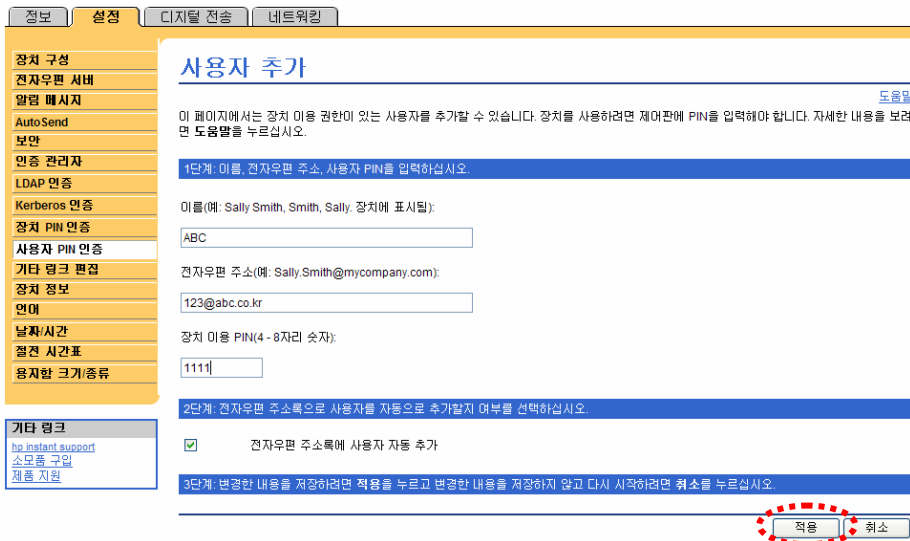 정보 설정 디지털 전송 네트워킹
장치 구성
전자우편 서버
알림 메시지
AutoSend
보안
인증 관리자
LDAP 인증
Kerberos 인증
장치 PIN 인증
사용자 PIN 인증
기타 링크 편집
장치 정보
언어
날짜/시간
절전 시간표
용지함 크기/종류
기타 링크
hp instant support
소모품 구입
제품 지원
사용자 추가
도움말
이 페이지에서는 장치 이용 권한이 있는 사용자를 추가할 수 있습니다. 장치를 사용하려면 제어판에 PIN을 입력해야 합니다. 자세한 내용을 보려
면 도움말을 누르십시오.
1단계: 이름, 전자우편 주소, 사용자 PIN을 입력하십시오.
이름(예: Sally Smith, Smith, Sally. 장치에 표시됨):
ABC
전자우편 주소(예: Sally.Smith@mycompany.com):
123@abc.co.kr
장치 이용 PIN(4 - 8자리 숫자):
1111
2단계: 전자우편 주소록으로 사용자를 자동으로 추가할지 여부를 선택하십시오.
전자우편 주소록에 사용자 자동 추가
3단계: 변경한 내용을 저장하려면 적용을 누르고 변경한 내용을 저장하지 않고 다시 시작하려면 취소를 누르십시오.
적용 취소